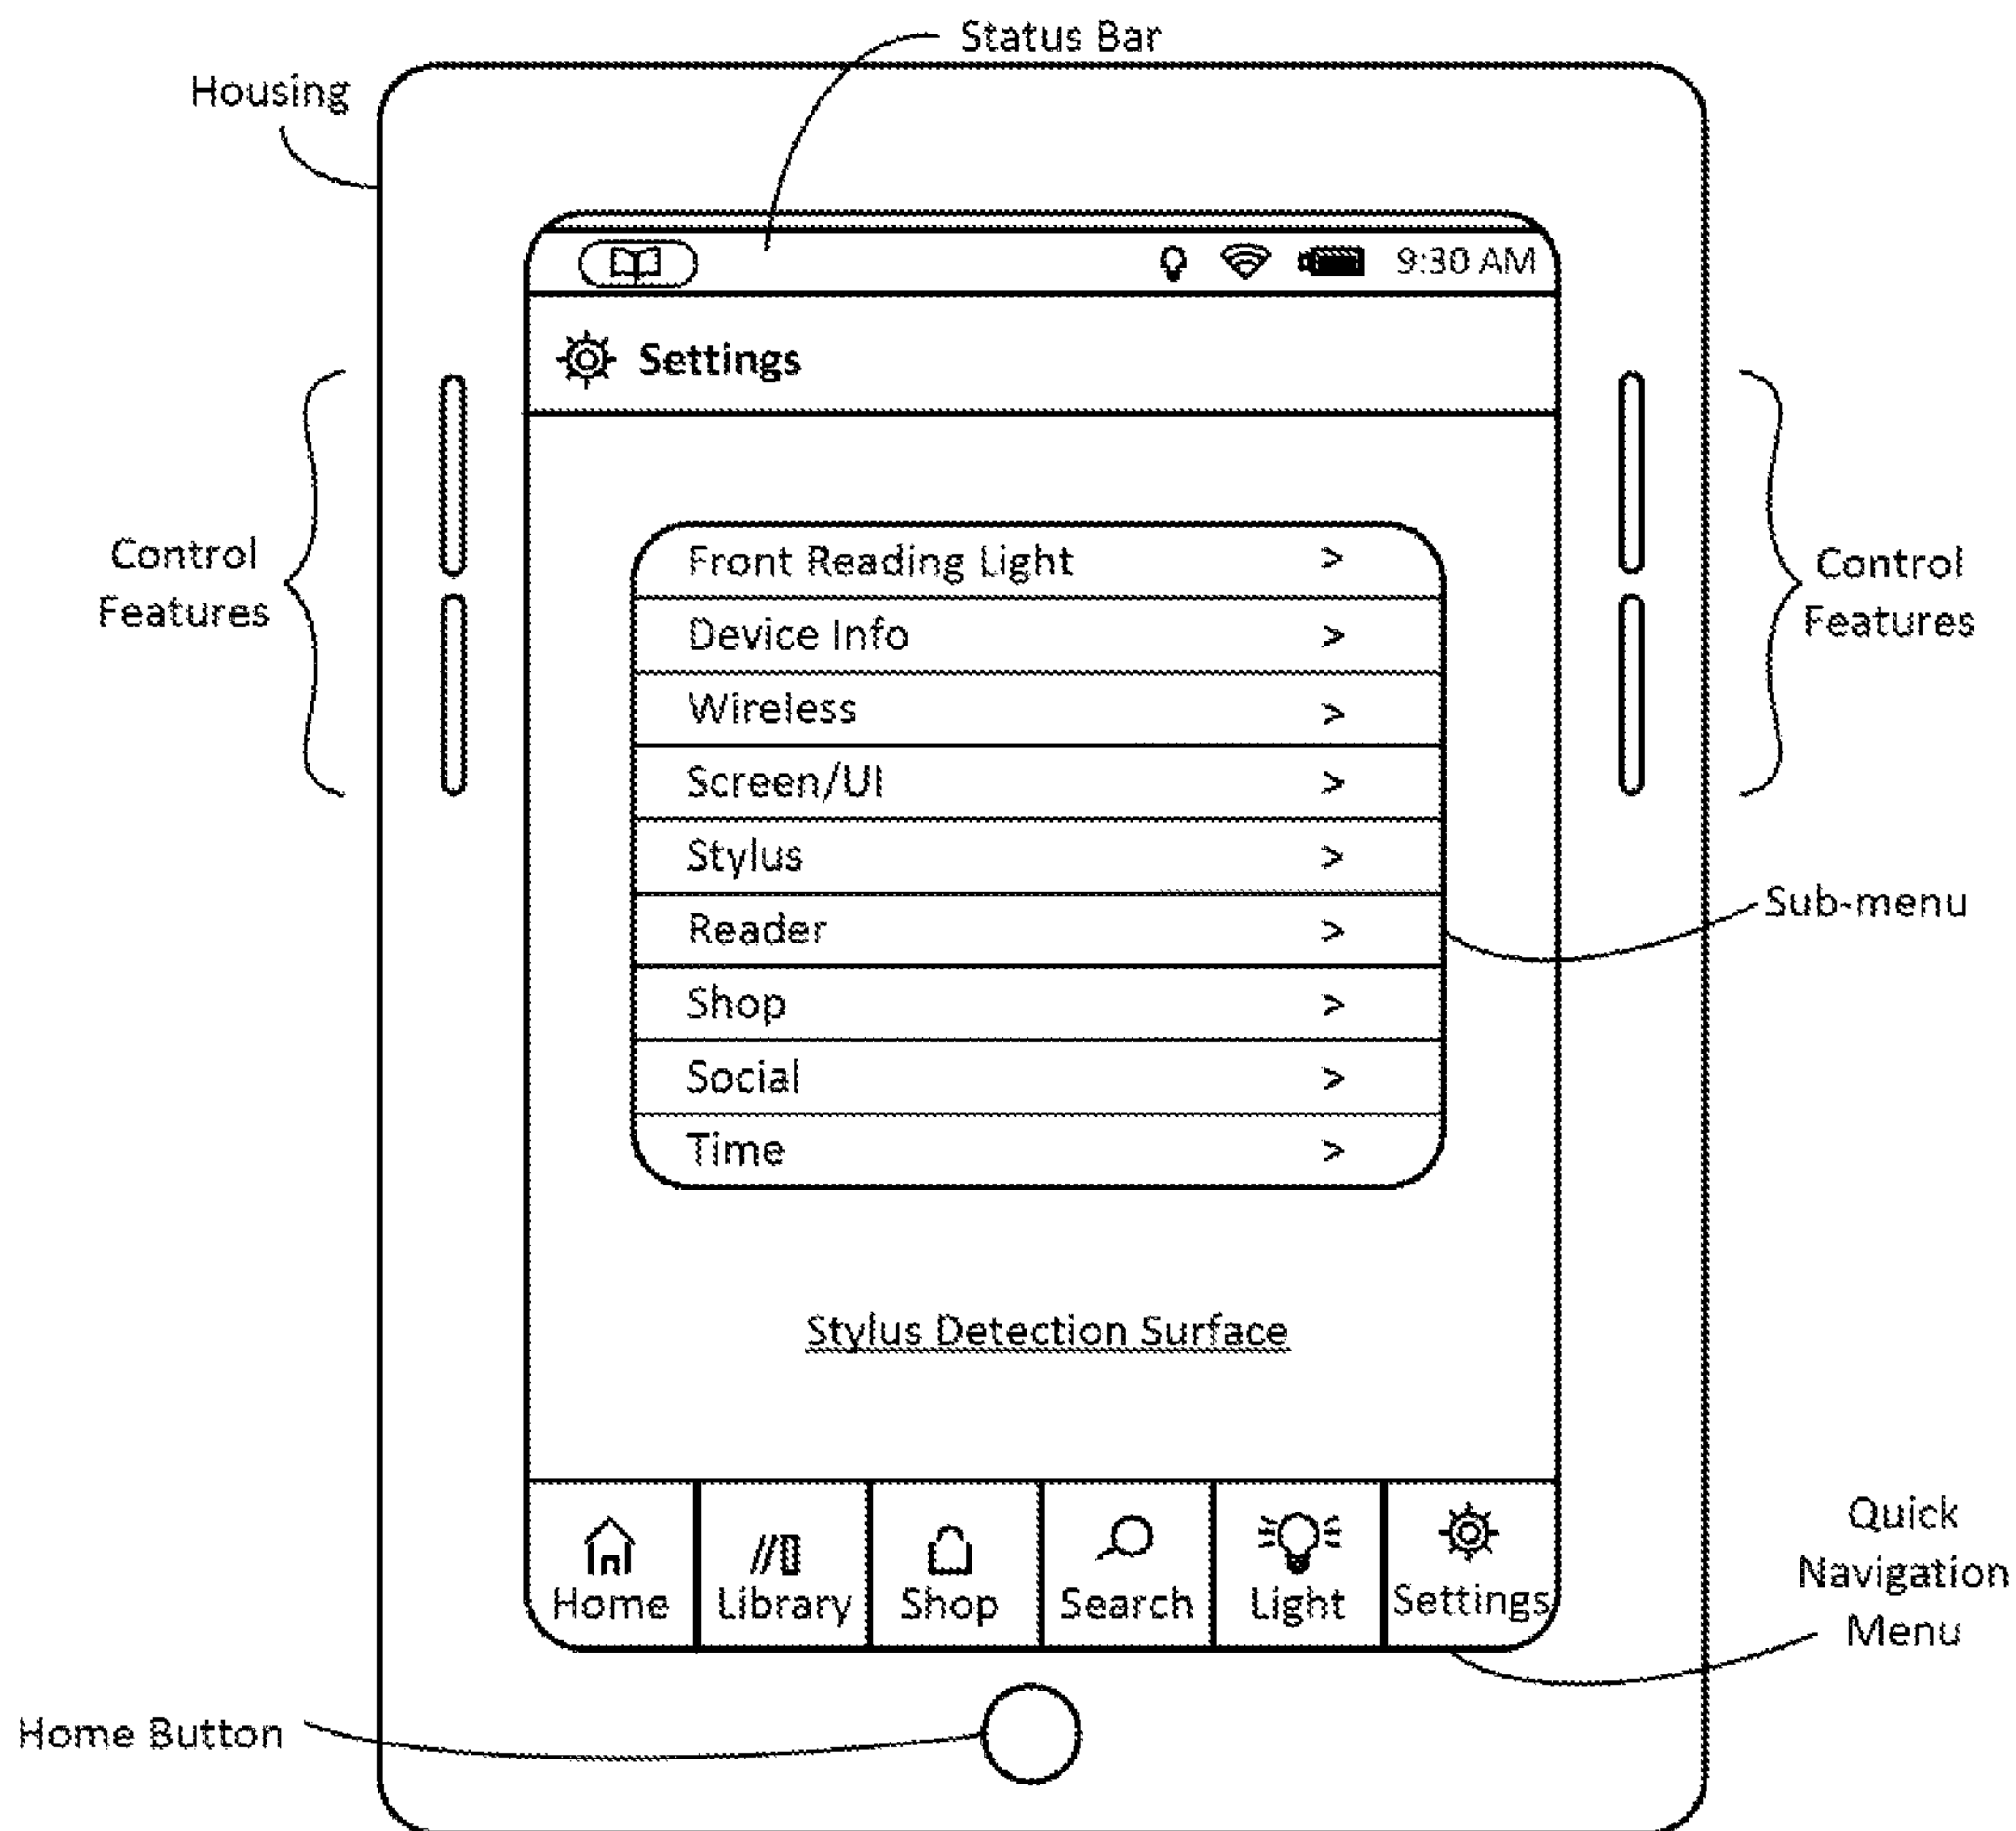 Status Bar
Housing
9:30 AM
Settings
Control
Features
Front Reading Light >
Device Info >
Wireless >
Screen/UI >
Stylus >
Reader >
Shop >
Social >
Time >
Control
Features
Sub-menu
Stylus Detection Surface
Home
Library
Shop
Search
Light
Settings
Quick
Navigation
Menu
Home Button